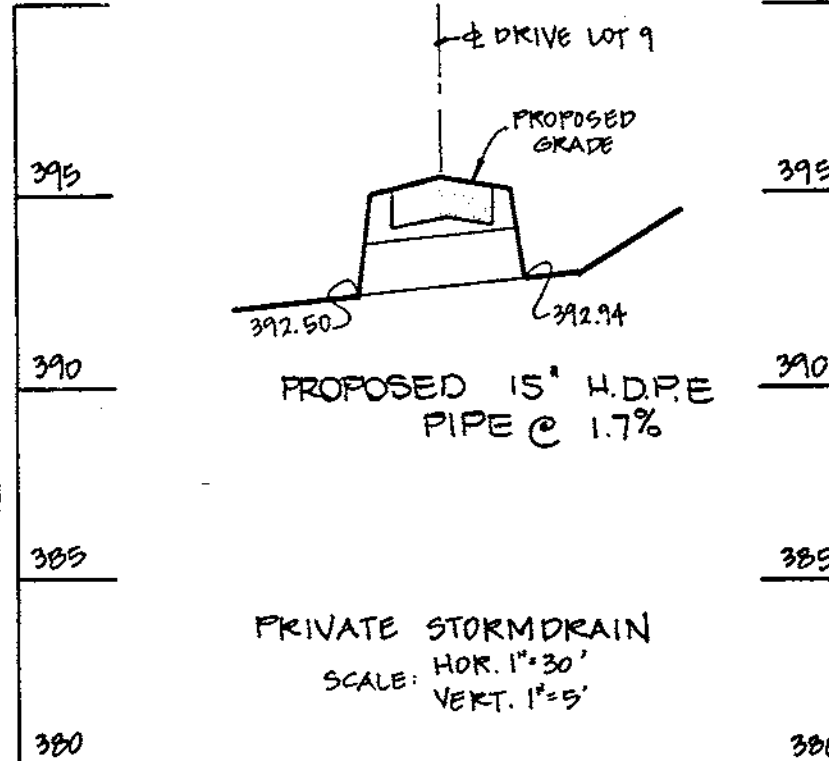 ℄ DRIVE LOT 9
PROPOSED
GRADE
395
395
392.50
392.94
390
390
PROPOSED 15" H.D.P.E
PIPE @ 1.7%
385
385
PRIVATE STORMDRAIN
SCALE: HOR. 1"=30'
VERT. 1"=5'
380